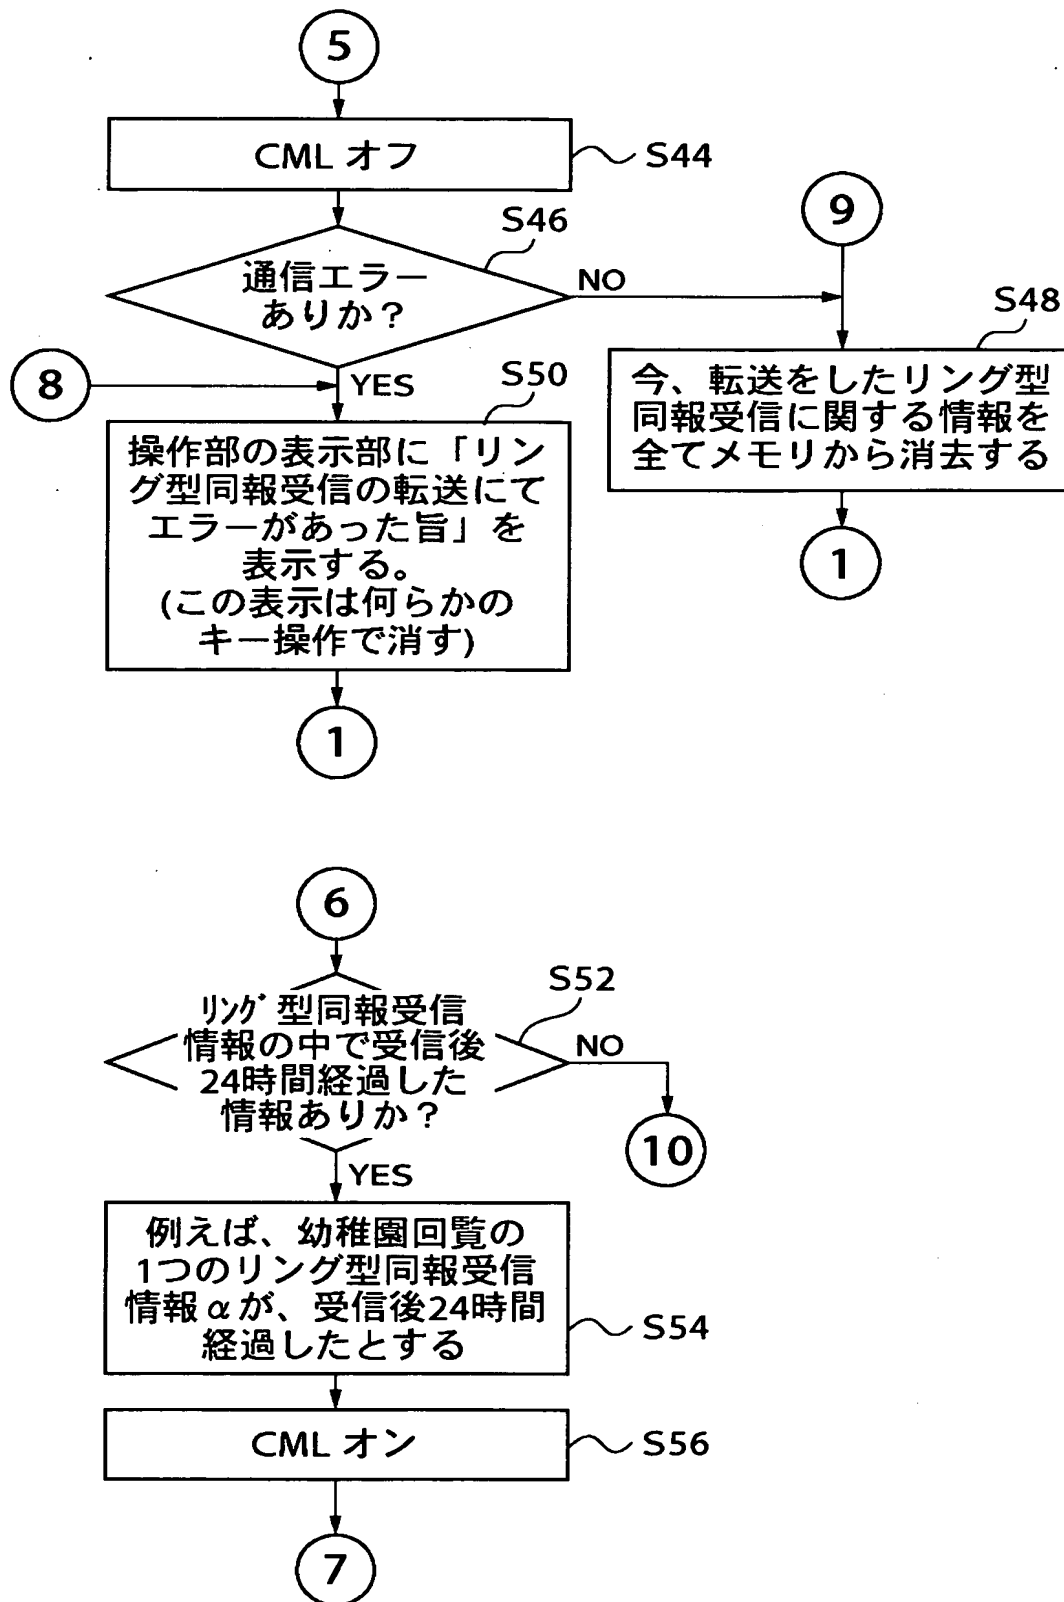 5
CML オフ
S44
9
S46
通信エラー
ありか？
NO
S48
8
YES
S50
今、転送をしたリング型
同報受信に関する情報を
全てメモリから消去する
操作部の表示部に「リン
グ型同報受信の転送にて
エラーがあった旨」を
表示する。
(この表示は何らかの
キー操作で消す)
1
1
6
S52
ﾘﾝｸﾞ型同報受信
情報の中で受信後
24時間経過した
情報ありか？
NO
10
YES
例えば、幼稚園回覧の
1つのリング型同報受信
情報αが、受信後24時間
経過したとする
S54
CML オン
S56
7